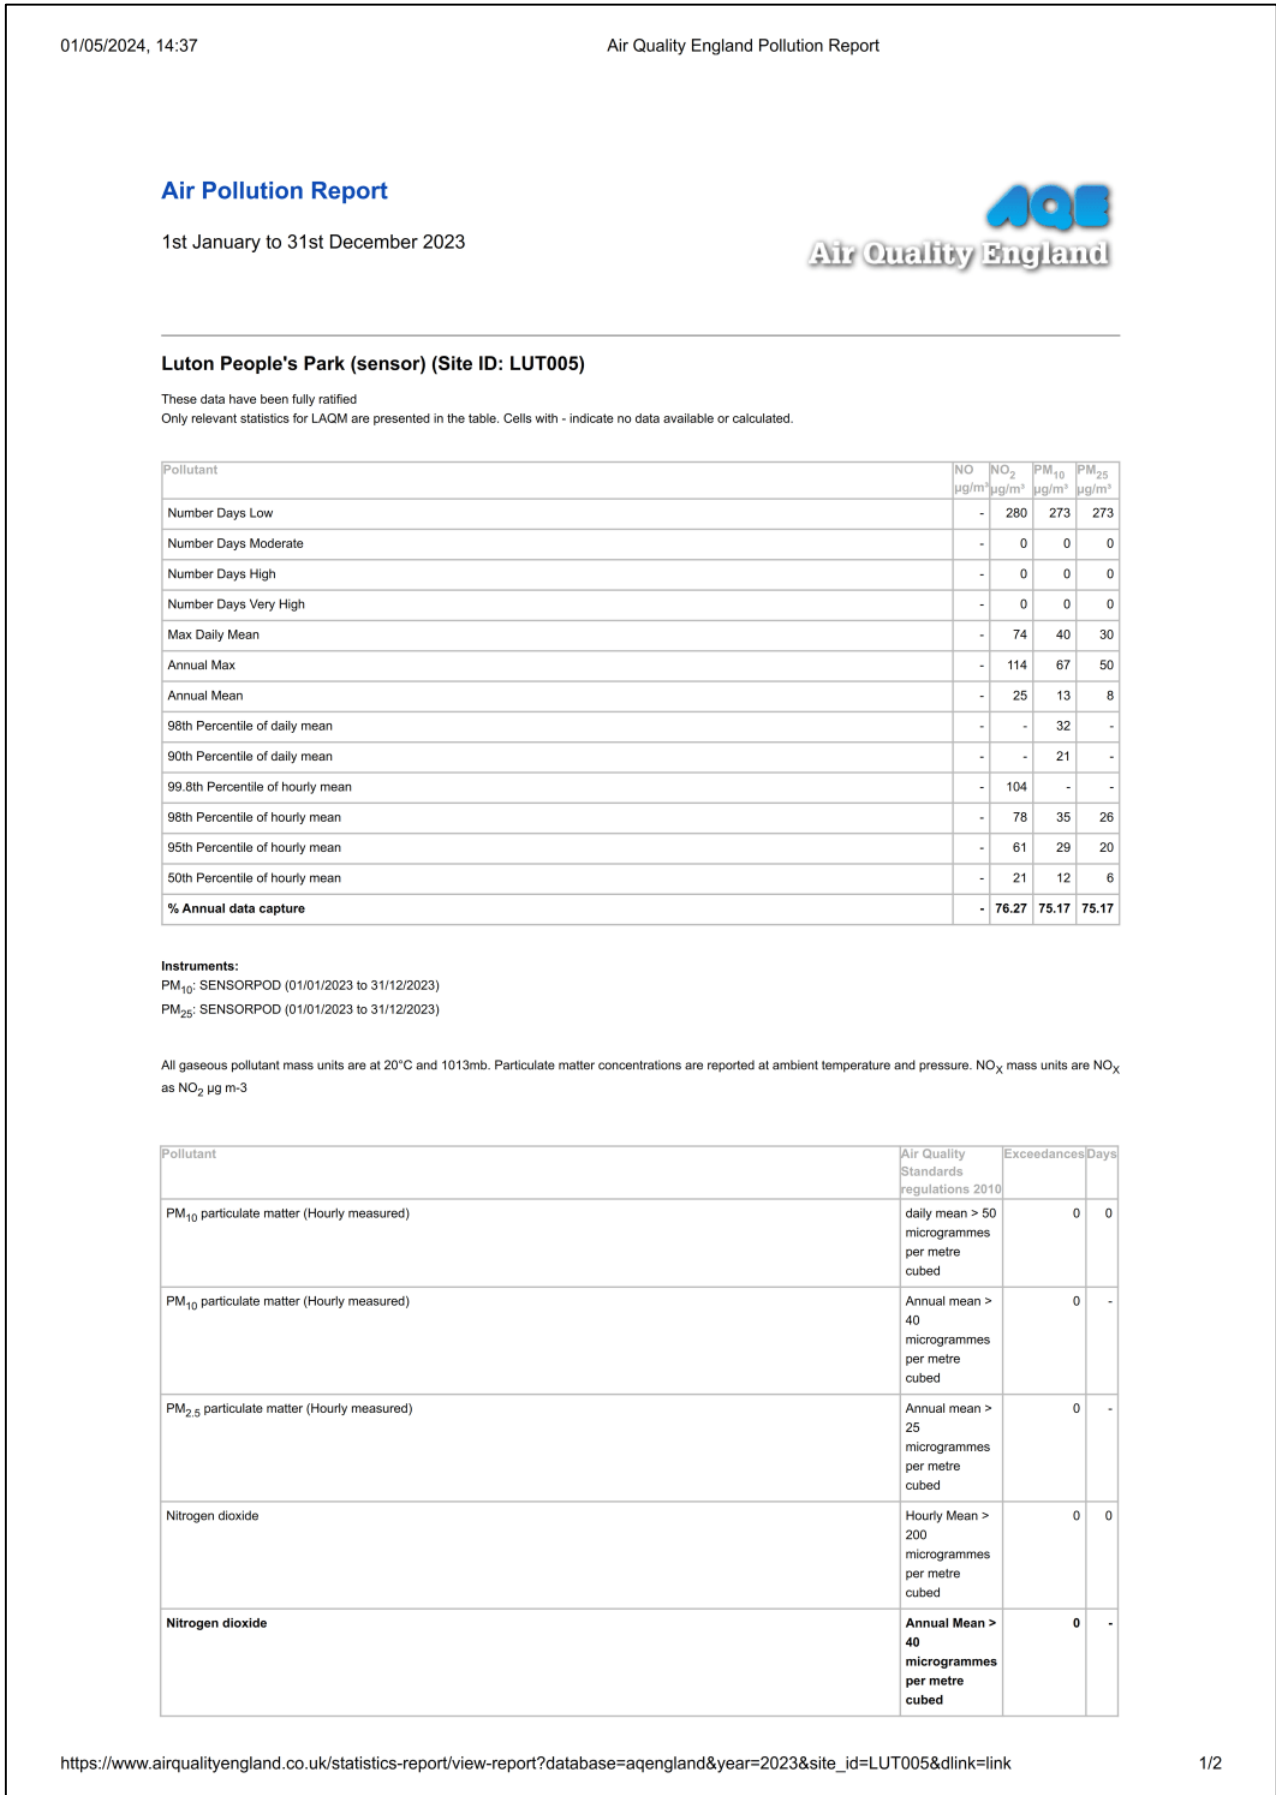 01/05/2024, 14:37 Air Quality England Pollution Report
Air Pollution Report
1st January to 31st December 2023
AQE
Air Quality England
Luton People's Park (sensor) (Site ID: LUT005)
These data have been fully ratified
Only relevant statistics for LAQM are presented in the table. Cells with - indicate no data available or calculated.
Pollutant NO NO2 PM10 PM25
µg/m³ µg/m³ µg/m³ µg/m³
Number Days Low - 280 273 273
Number Days Moderate - 0 0 0
Number Days High - 0 0 0
Number Days Very High - 0 0 0
Max Daily Mean - 74 40 30
Annual Max - 114 67 50
Annual Mean - 25 13 8
98th Percentile of daily mean - - 32 -
90th Percentile of daily mean - - 21 -
99.8th Percentile of hourly mean - 104 - -
98th Percentile of hourly mean - 78 35 26
95th Percentile of hourly mean - 61 29 20
50th Percentile of hourly mean - 21 12 6
% Annual data capture - 76.27 75.17 75.17
Instruments:
PM10: SENSORPOD (01/01/2023 to 31/12/2023)
PM25: SENSORPOD (01/01/2023 to 31/12/2023)
All gaseous pollutant mass units are at 20°C and 1013mb. Particulate matter concentrations are reported at ambient temperature and pressure. NOX mass units are NOX
as NO2 µg m-3
Pollutant Air Quality Exceedances Days
Standards
regulations 2010
PM10 particulate matter (Hourly measured) daily mean > 50 0 0
microgrammes
per metre
cubed
PM10 particulate matter (Hourly measured) Annual mean > 0 -
40
microgrammes
per metre
cubed
PM2.5 particulate matter (Hourly measured) Annual mean > 0 -
25
microgrammes
per metre
cubed
Nitrogen dioxide Hourly Mean > 0 0
200
microgrammes
per metre
cubed
Nitrogen dioxide Annual Mean > 0 -
40
microgrammes
per metre
cubed
https://www.airqualityengland.co.uk/statistics-report/view-report?database=aqengland&year=2023&site_id=LUT005&dlink=link 1/2